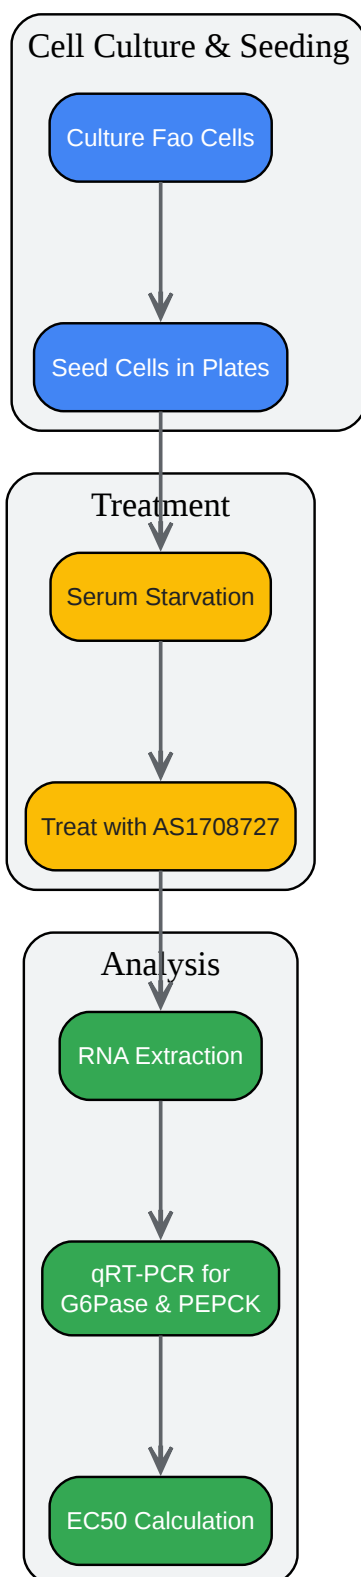 Cell Culture & Seeding
Culture Fao Cells
Seed Cells in Plates
Treatment
Serum Starvation
Treat with AS1708727
Analysis
RNA Extraction
qRT-PCR for
G6Pase & PEPCK
EC50 Calculation